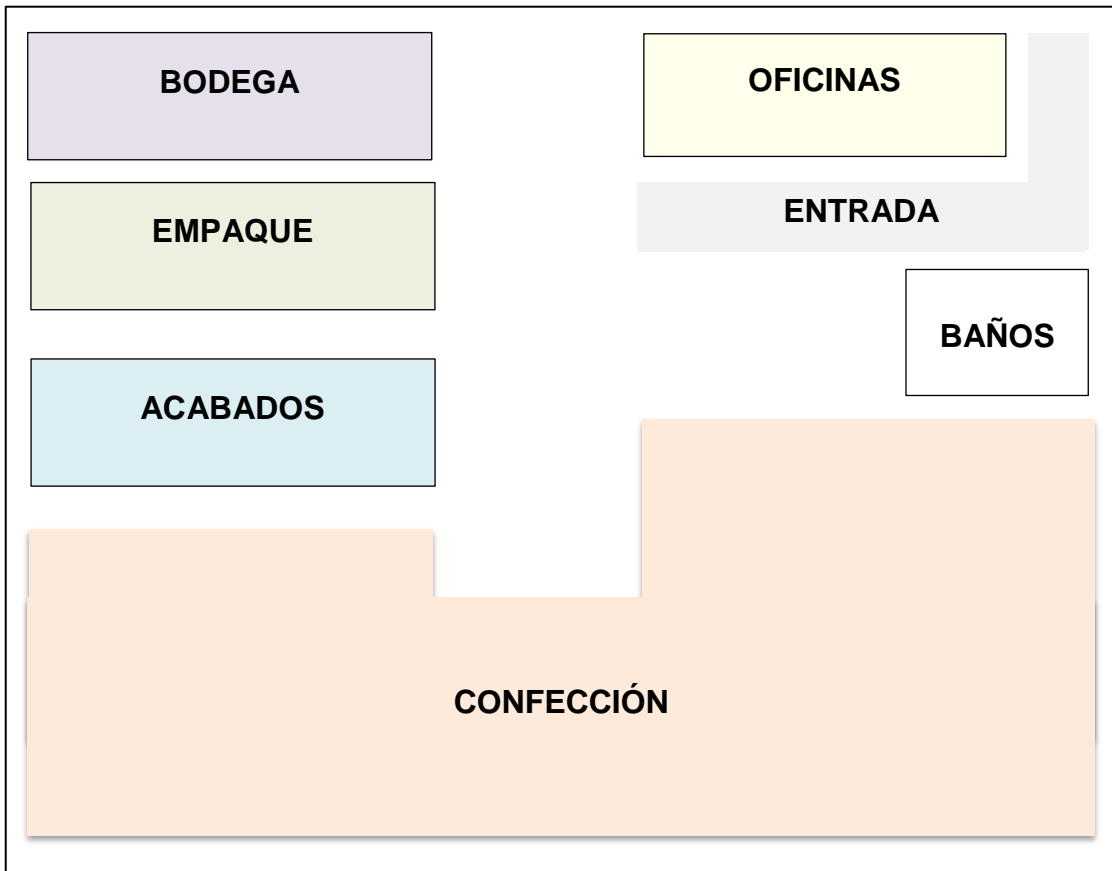 BODEGA
OFICINAS
EMPAQUE
ENTRADA
BAÑOS
ACABADOS
CONFECCIÓN